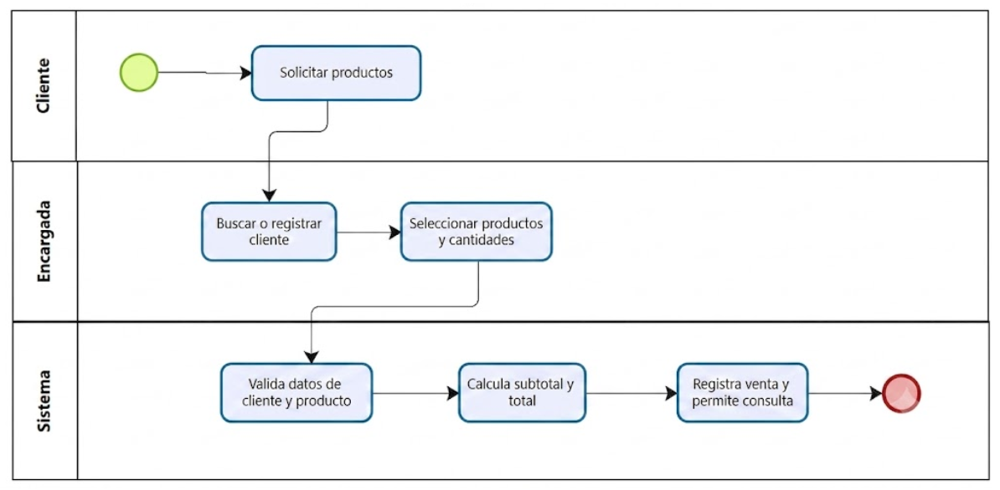 Cliente
Solicitar productos
Encargada
Buscar o registrar
cliente
Seleccionar productos
y cantidades
Sistema
Valida datos de
cliente y producto
Calcula subtotal y
total
Registra venta y
permite consulta